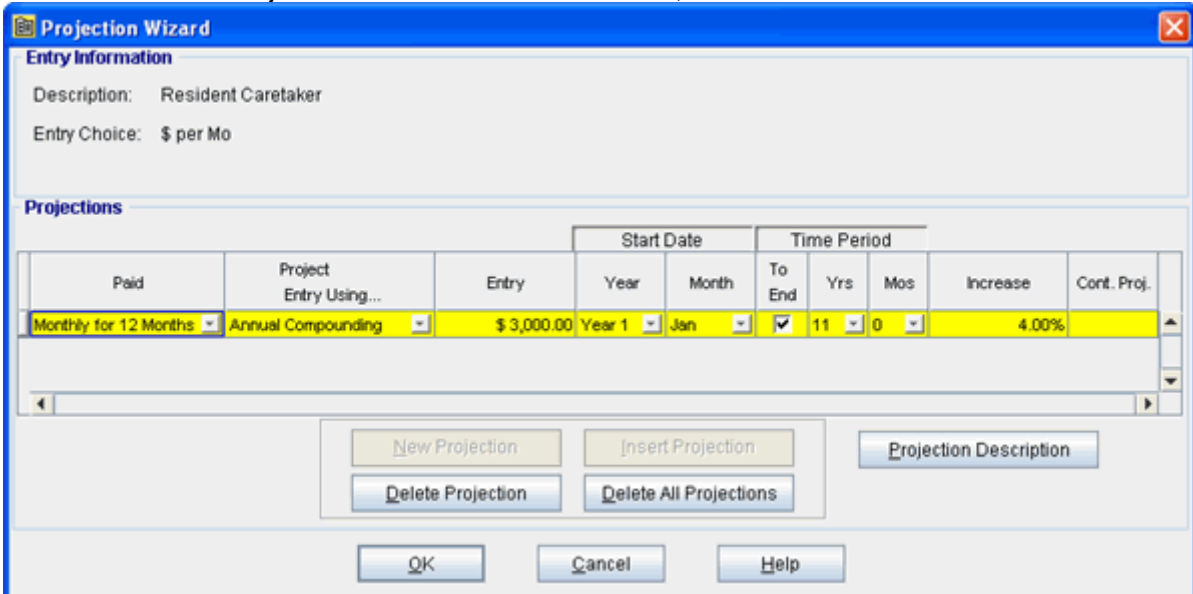 Projection Wizard
Entry Information
Description: Resident Caretaker
Entry Choice: $ per Mo
Projections
Start Date Time Period
Paid Project Entry Using... Entry Year Month To End Yrs Mos Increase Cont. Proj.
Monthly for 12 Months Annual Compounding $ 3,000.00 Year 1 Jan 11 0 4.00%
New Projection Insert Projection Projection Description
Delete Projection Delete All Projections
OK Cancel Help